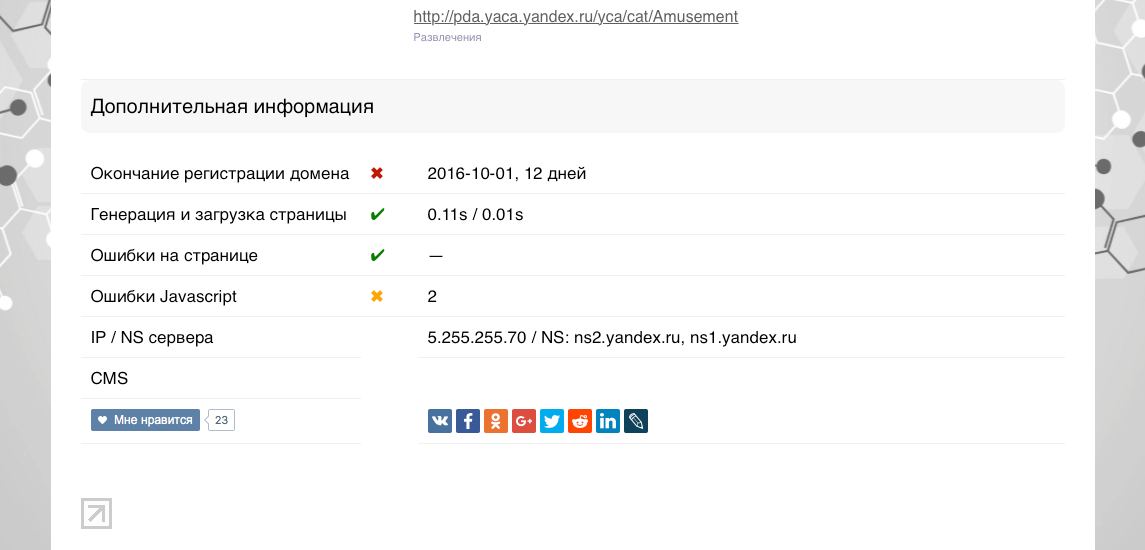 http://pda.yaca.yandex.ru/yca/cat/Amusement
Развлечения
Дополнительная информация
Окончание регистрации домена ✖ 2016-10-01, 12 дней
Генерация и загрузка страницы ✔ 0.11s / 0.01s
Ошибки на странице ✔ —
Ошибки Javascript ✖ 2
IP / NS сервера 5.255.255.70 / NS: ns2.yandex.ru, ns1.yandex.ru
CMS
Мне нравится 23